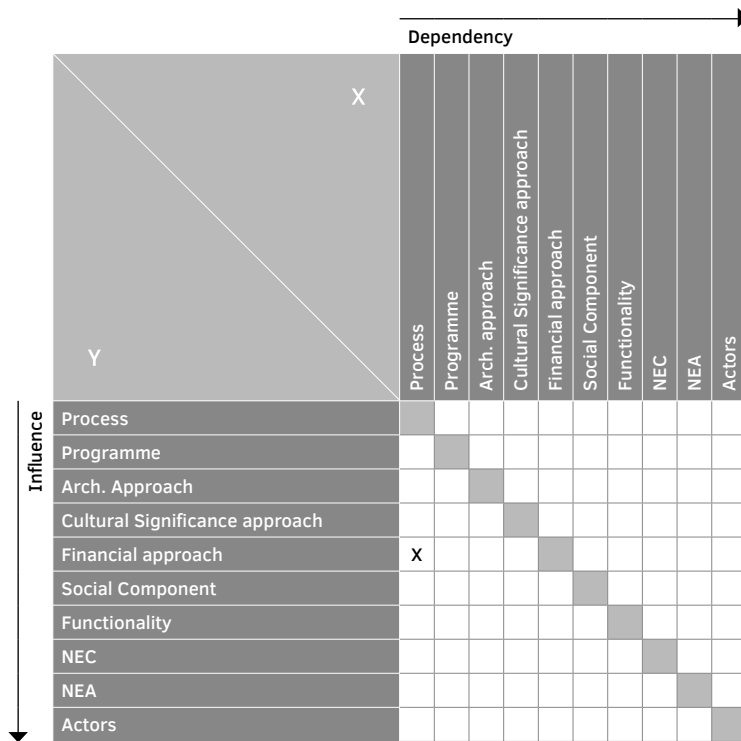 Dependency
X
Y
Process
Programme
Arch. approach
Cultural Significance approach
Financial approach
Social Component
Functionality
NEC
NEA
Actors
Influence
Process
Programme
Arch. Approach
Cultural Significance approach
Financial approach X
Social Component
Functionality
NEC
NEA
Actors